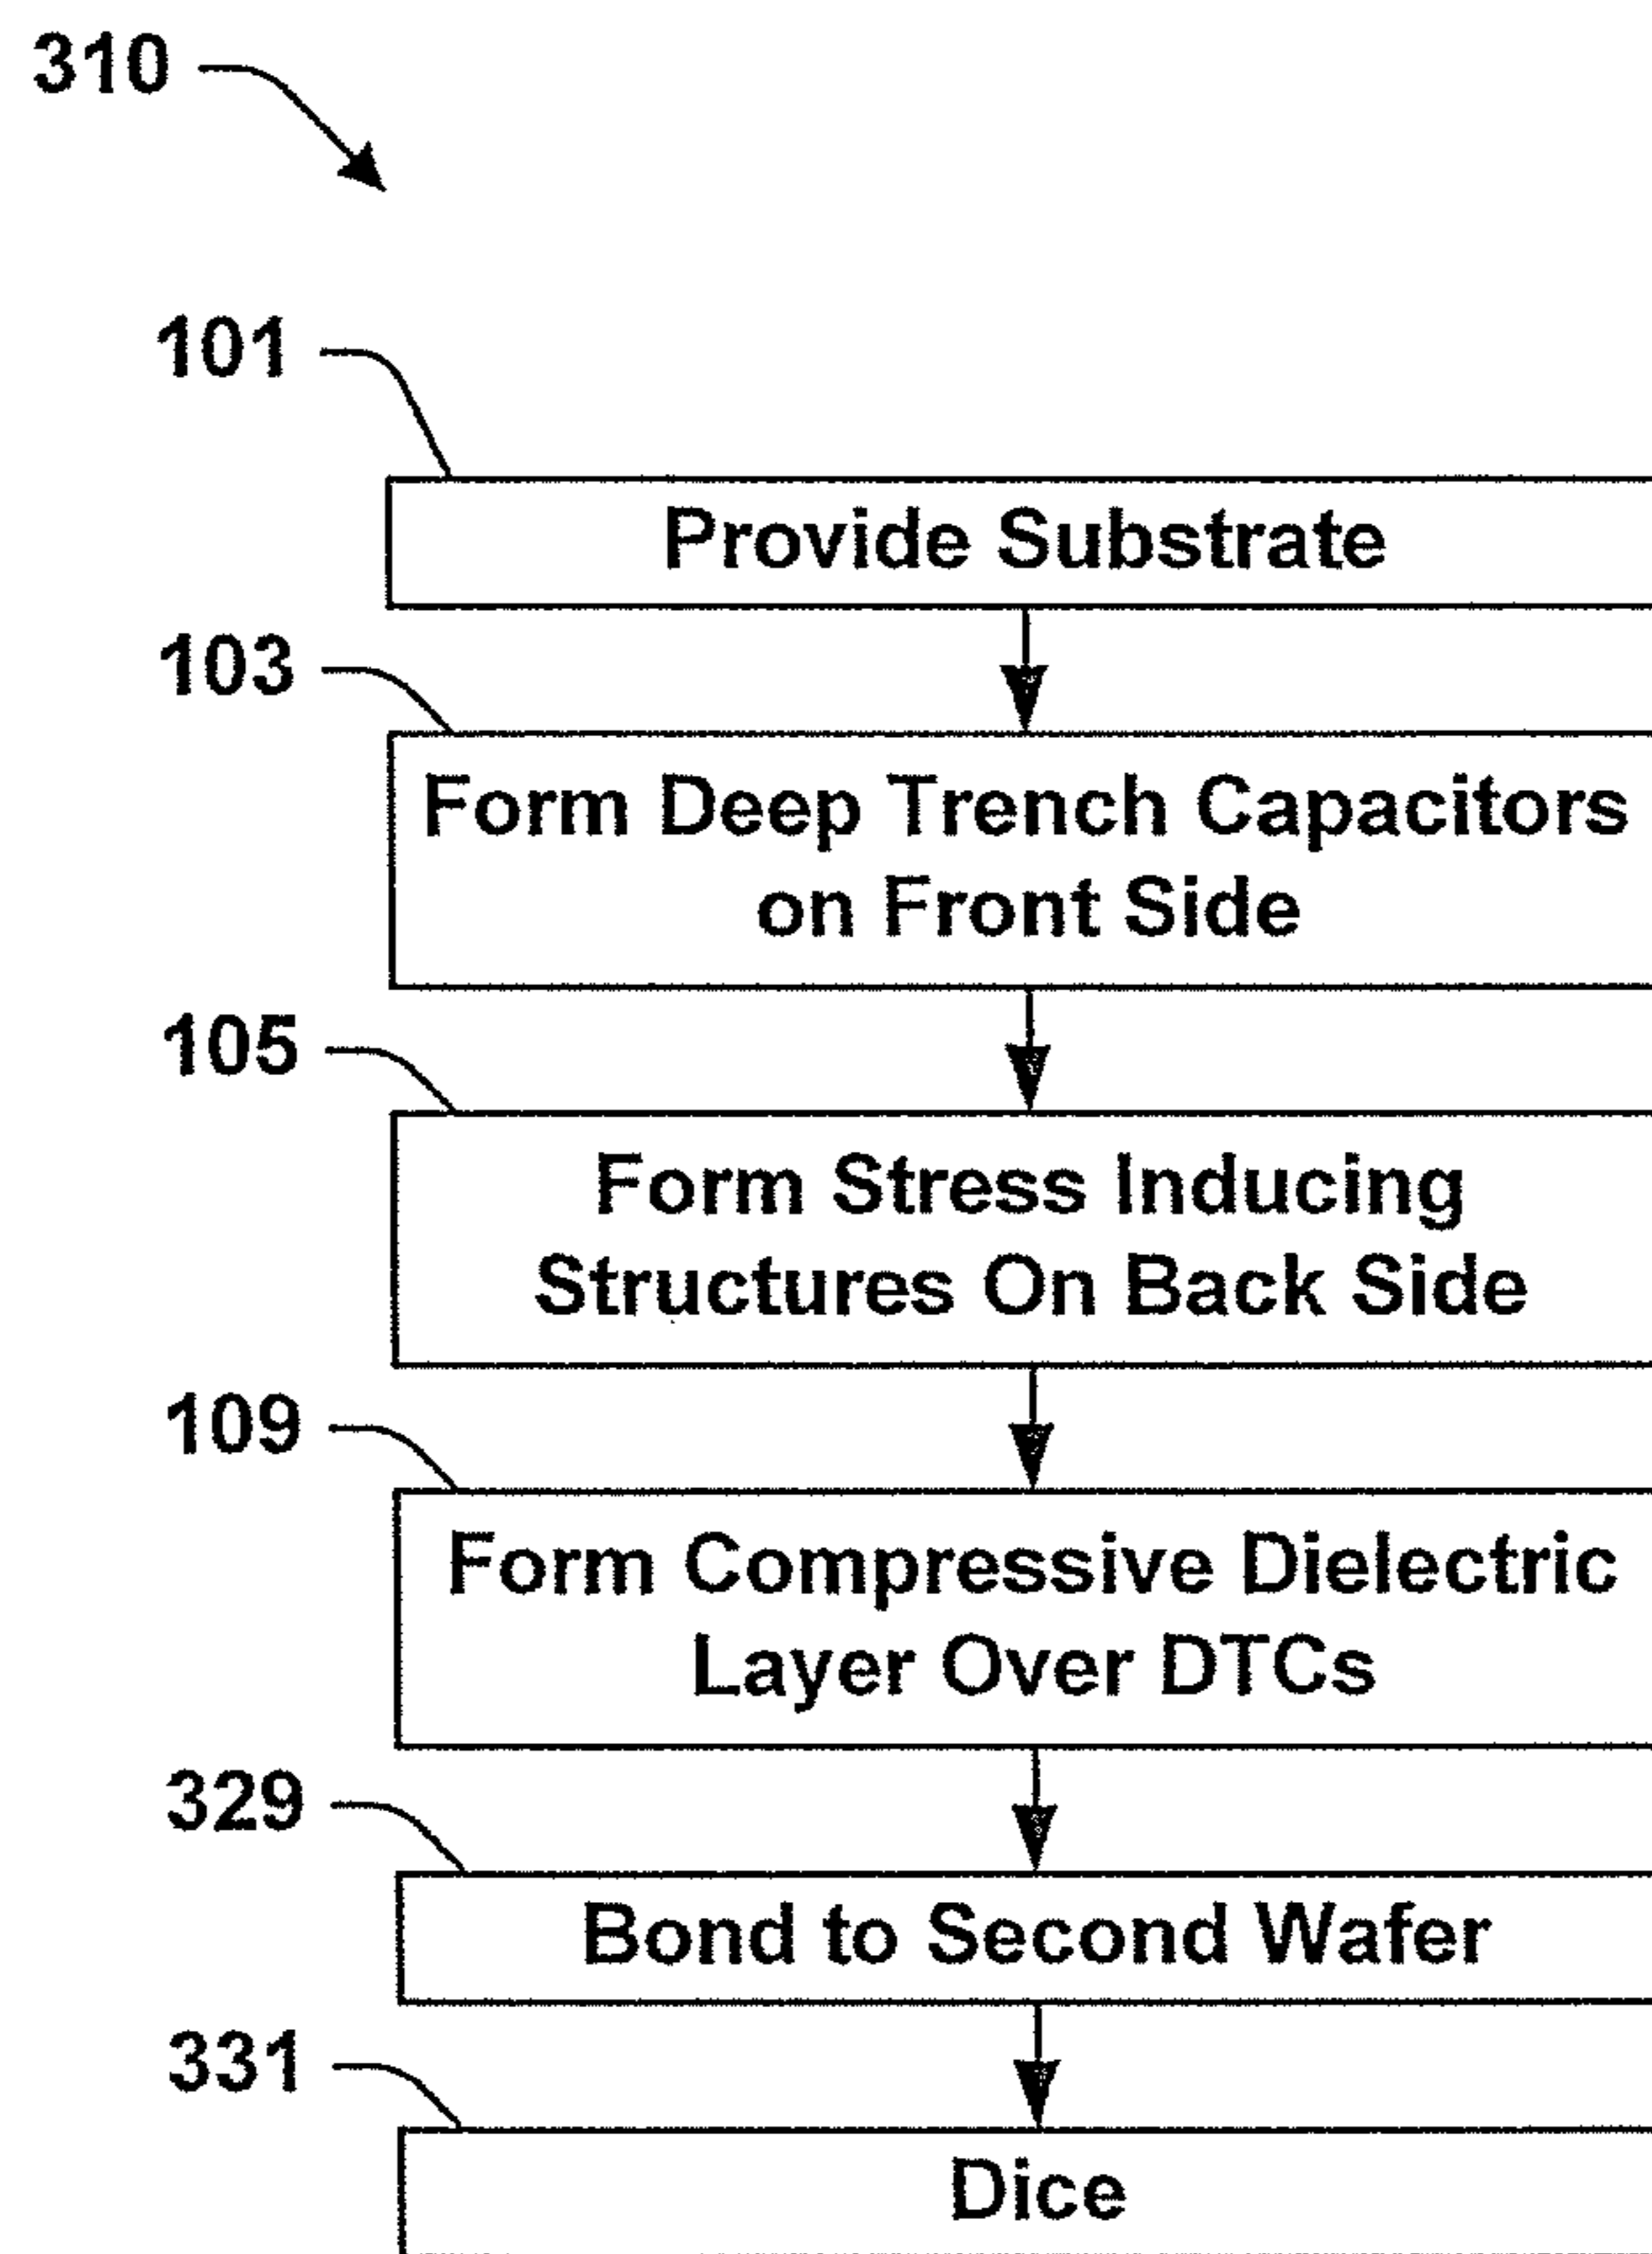 310
101
Provide Substrate
103
Form Deep Trench Capacitors
on Front Side
105
Form Stress Inducing
Structures On Back Side
109
Form Compressive Dielectric
Layer Over DTCs
329
Bond to Second Wafer
331
Dice